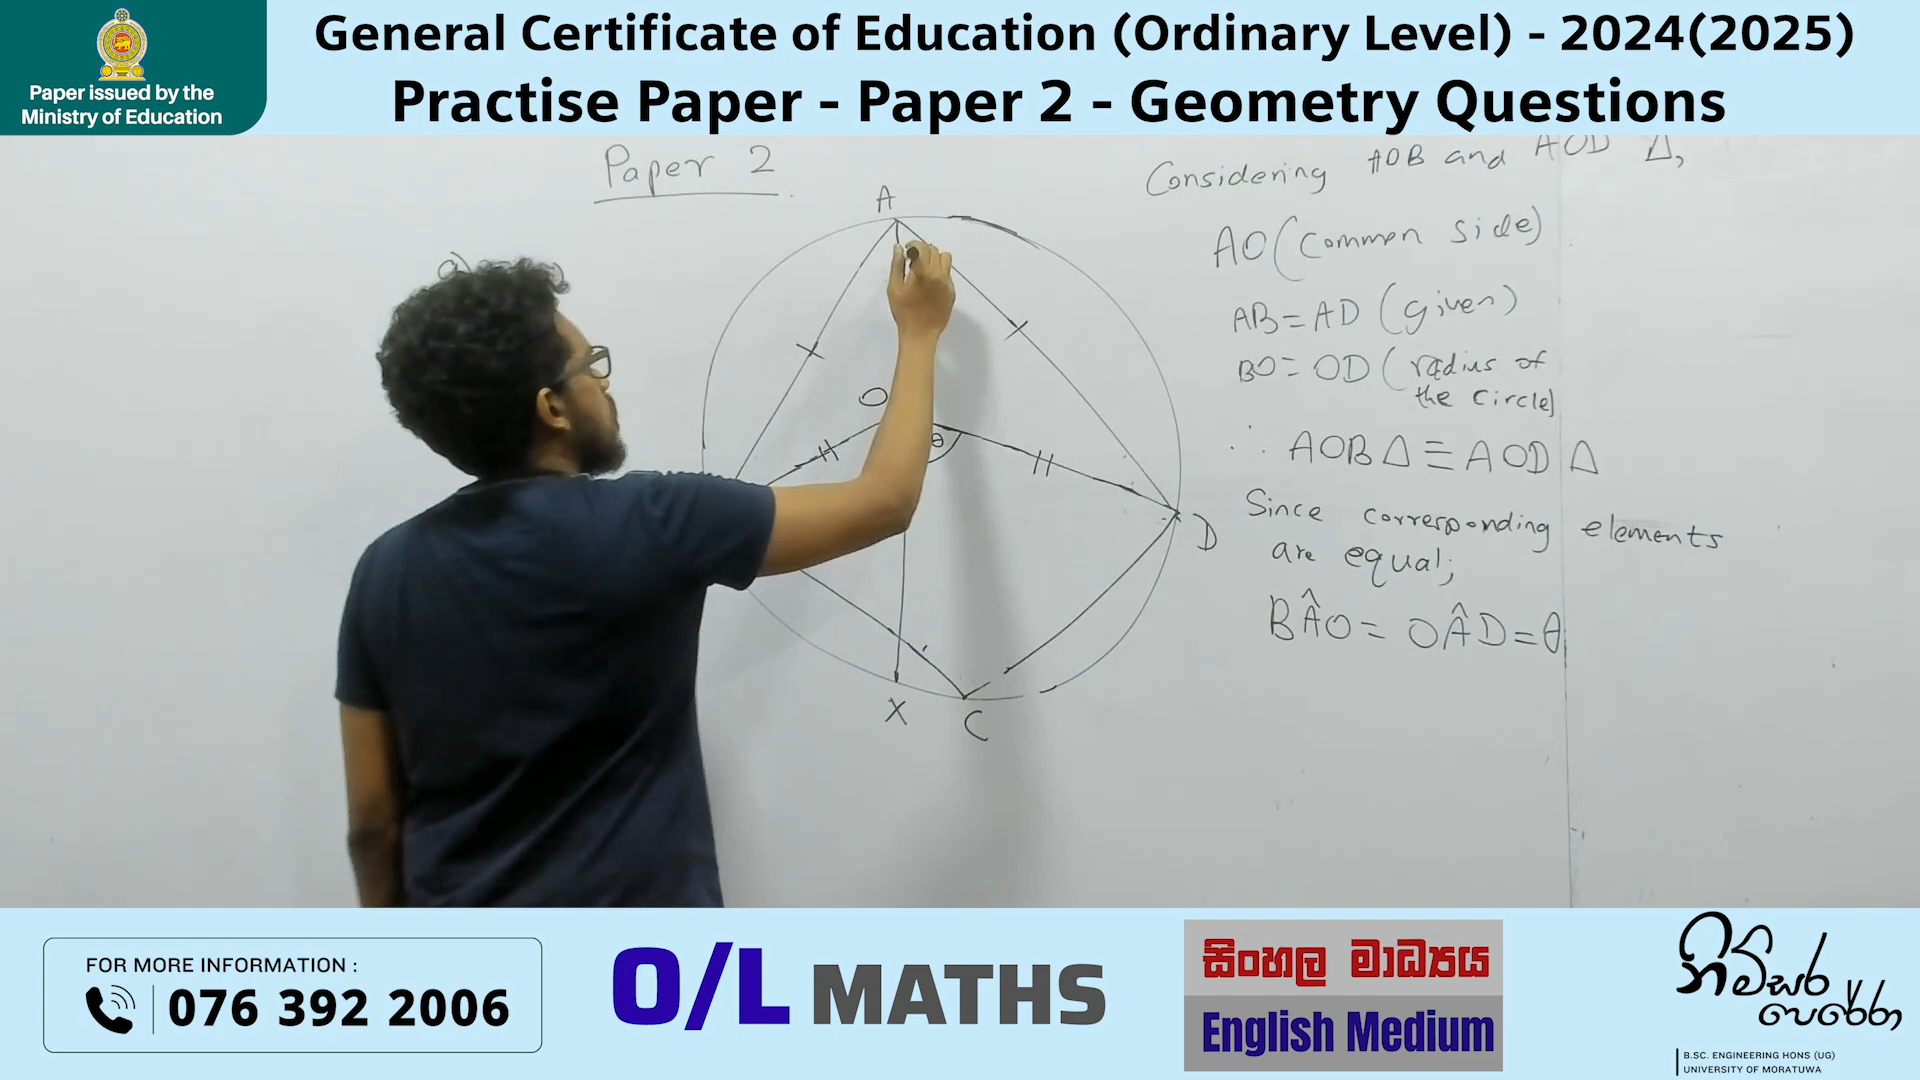 Paper issued by the
Ministry of Education
General Certificate of Education (Ordinary Level) - 2024(2025)
Practise Paper - Paper 2 - Geometry Questions
Paper 2
a)
A
O
θ
D
X
C
Considering AOB and AOD Δ,
AO (common side)
AB = AD (given)
BO = OD (radius of
the circle)
∴ AOB Δ ≡ AOD Δ
Since corresponding elements
are equal;
BÂO = OÂD = θ
FOR MORE INFORMATION :
076 392 2006
O/L MATHS
සිංහල මාධ්‍යය
English Medium
නිම්සර
පෙරේරා
B.SC. ENGINEERING HONS (UG)
UNIVERSITY OF MORATUWA